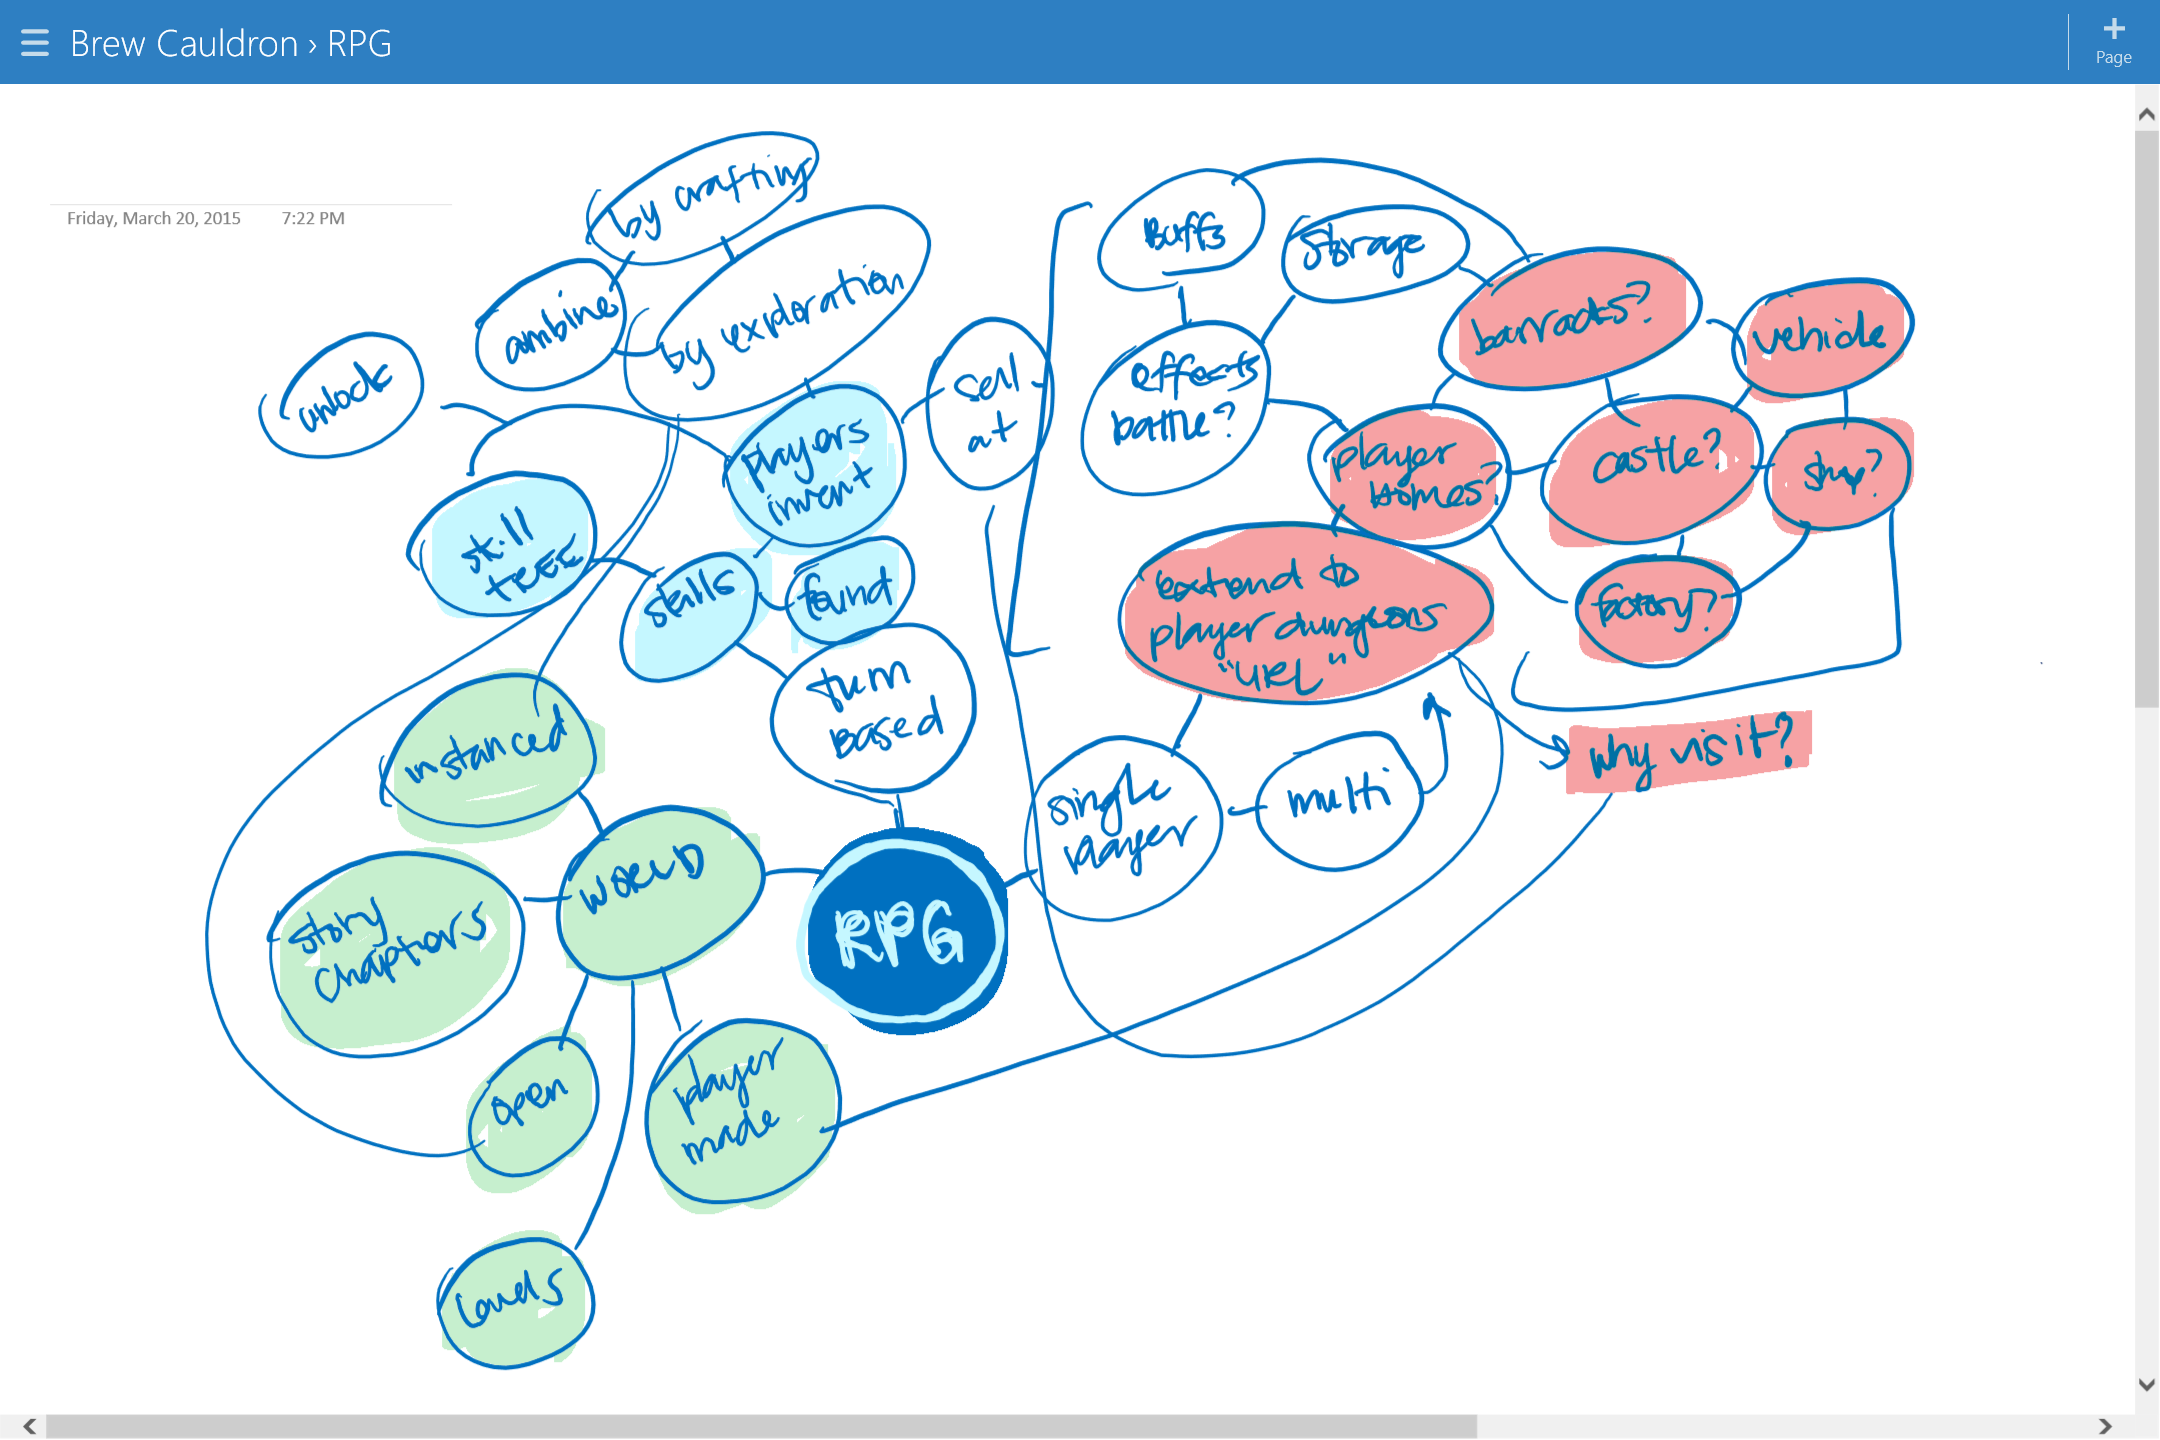 Brew Cauldron › RPG
Page
Friday, March 20, 2015 7:22 PM
by crafting
combine
by exploration
unlock
sell
at
players
invent
skill
tree
skills
found
turn
based
instanced
world
story
chapters
open
player
made
levels
RPG
Buffs
Storage
effects
battle?
barracks?
vehicle
player
Homes?
castle?
ship?
factory?
extend to
player dungeons
"URL"
why visit?
single
player
multi